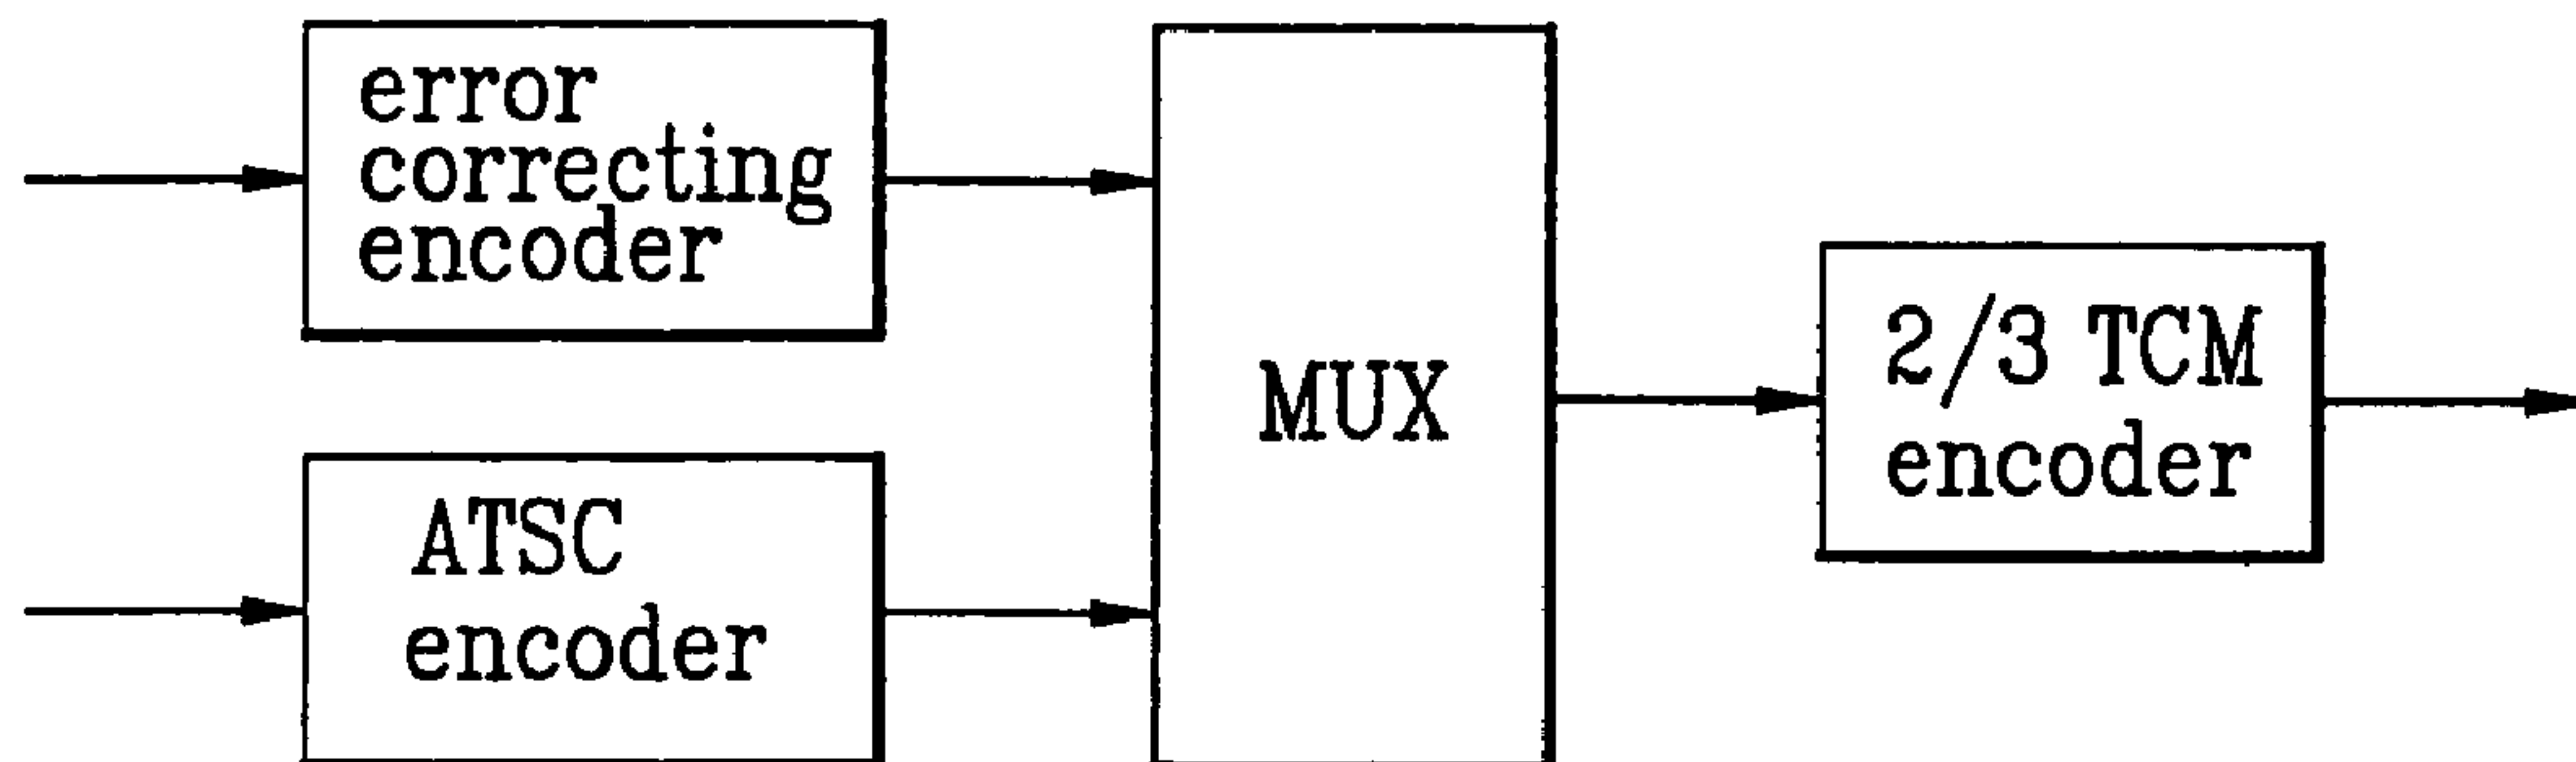 error
correcting
encoder
ATSC
encoder
MUX
2/3 TCM
encoder